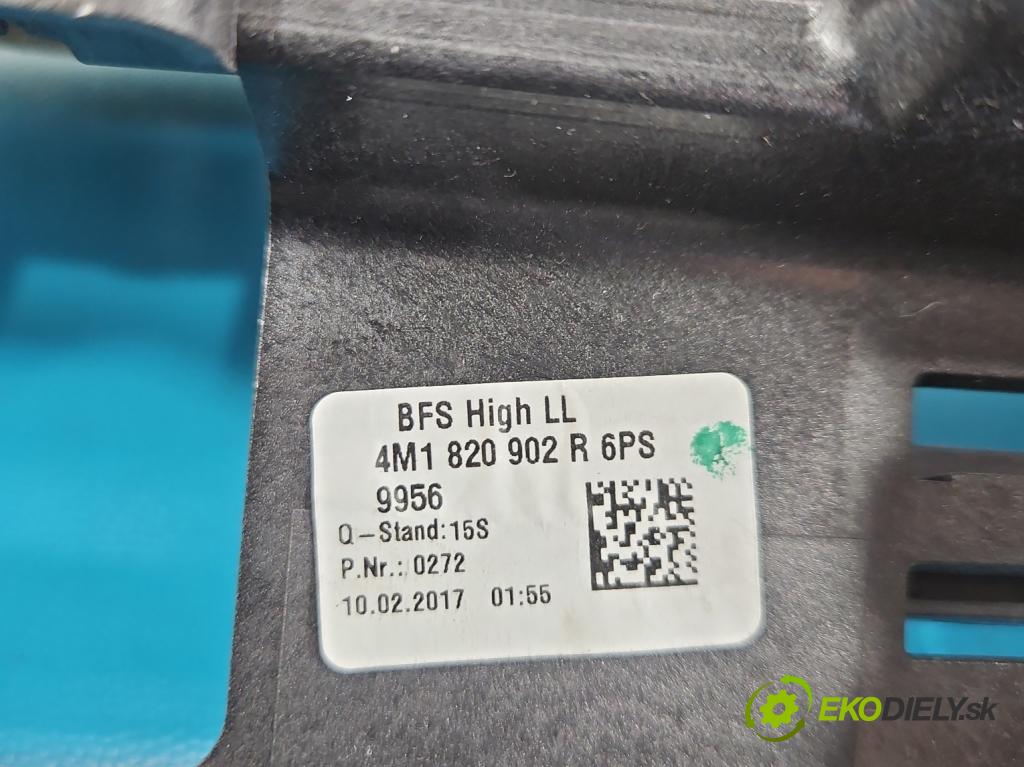 BFS High LL
4M1 820 902 R 6PS
9956
Q-Stand:15S
P.Nr.: 0272
10.02.2017 01:55
EKODIELY.sk